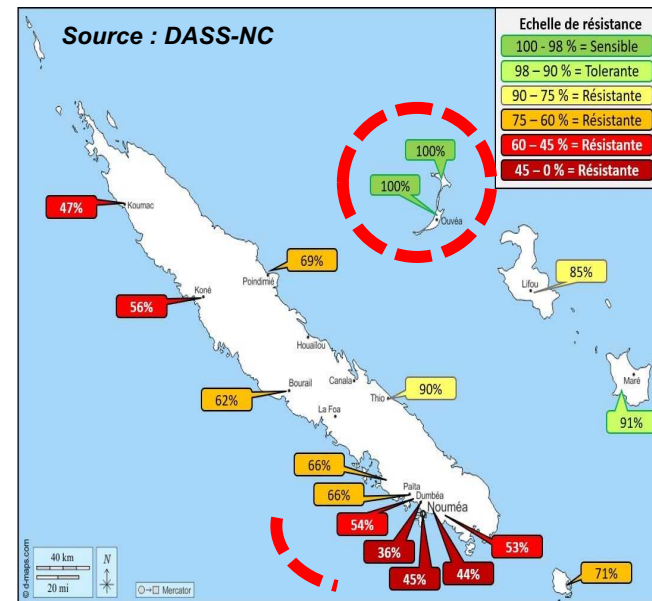 Source : DASS-NC
Echelle de résistance
100 - 98 % = Sensible
98 – 90 % = Tolerante
90 – 75 % = Résistante
75 – 60 % = Résistante
60 – 45 % = Résistante
45 – 0 % = Résistante
100%
100%
Ouvéa
47%
Koumac
69%
Poindimié
85%
Lifou
56%
Koné
Houaïlou
62%
Bourail
Canala
Thio
90%
La Foa
Maré
91%
66%
66%
Païta
Dumbéa
Nouméa
54%
36%
45%
44%
53%
71%
40 km
20 mi
N
Mercator
© d-maps.com